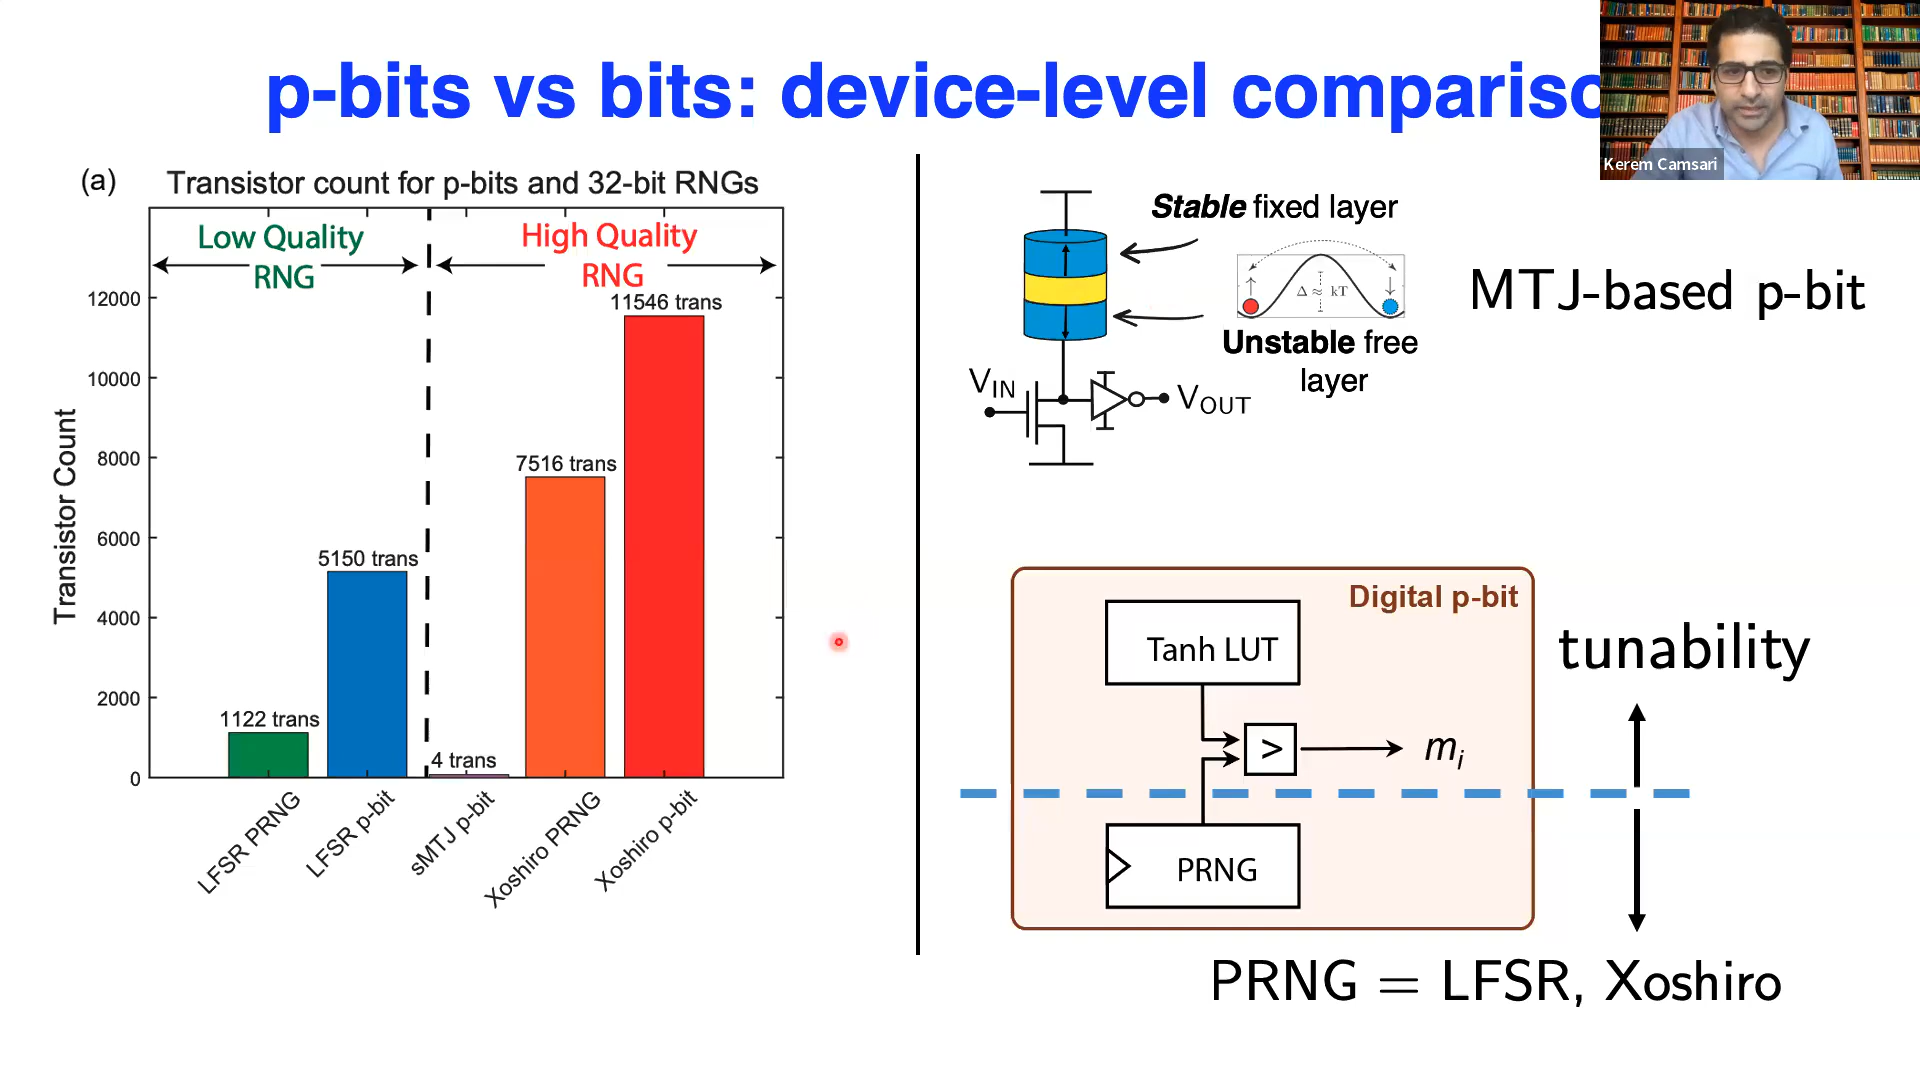 p-bits vs bits: device-level compariso
Kerem Camsari
(a)
Transistor count for p-bits and 32-bit RNGs
Low Quality
RNG
High Quality
RNG
Transistor Count
12000
10000
8000
6000
4000
2000
0
1122 trans
5150 trans
4 trans
7516 trans
11546 trans
LFSR PRNG
LFSR p-bit
sMTJ p-bit
Xoshiro PRNG
Xoshiro p-bit
Stable fixed layer
Δ ≈ kT
Unstable free
layer
MTJ-based p-bit
VIN
VOUT
Digital p-bit
Tanh LUT
>
mi
PRNG
tunability
PRNG = LFSR, Xoshiro